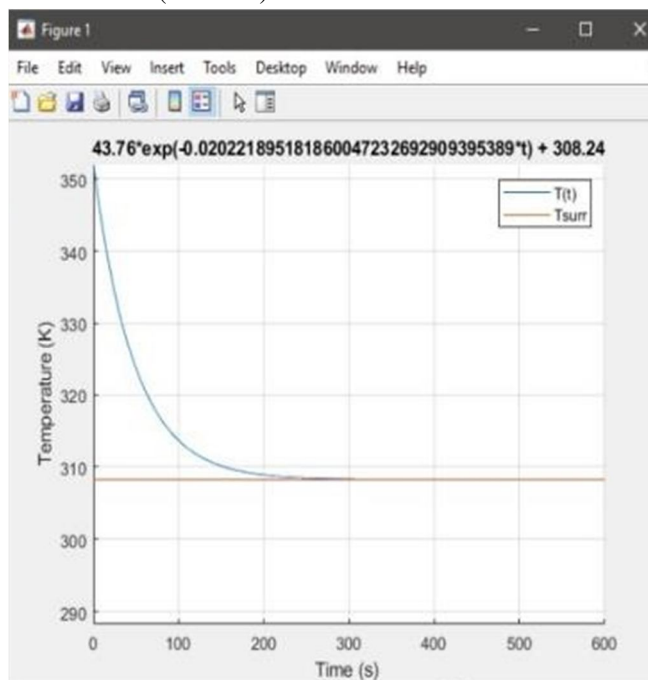 Figure 1
File Edit View Insert Tools Desktop Window Help
43.76*exp(-0.020221895181860047232692909395389*t) + 308.24
T(t)
Tsurr
350
340
330
320
310
300
290
Temperature (K)
0 100 200 300 400 500 600
Time (s)